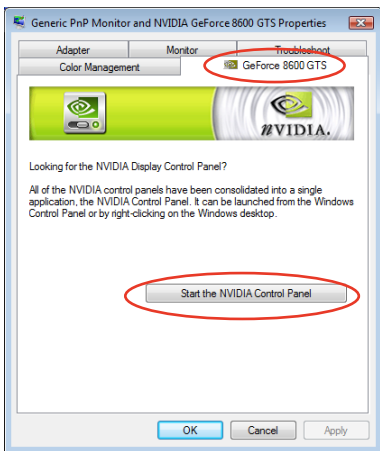 Generic PnP Monitor and NVIDIA GeForce 8600 GTS Properties
Adapter Monitor Troubleshoot
Color Management GeForce 8600 GTS
NVIDIA.
Looking for the NVIDIA Display Control Panel?
All of the NVIDIA control panels have been consolidated into a single
application, the NVIDIA Control Panel. It can be launched from the Windows
Control Panel or by right-clicking on the Windows desktop.
Start the NVIDIA Control Panel
OK Cancel Apply